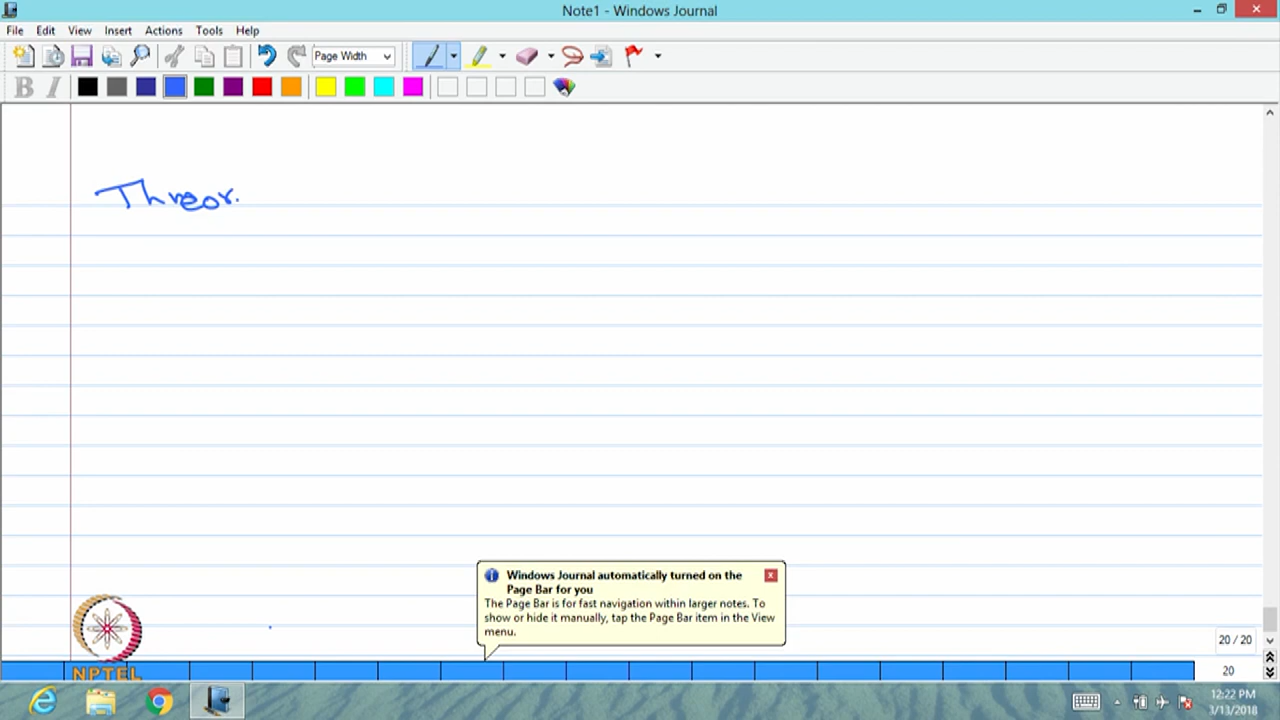 Note1 - Windows Journal
File Edit View Insert Actions Tools Help
Page Width
B I
Threor.
Windows Journal automatically turned on the
Page Bar for you
The Page Bar is for fast navigation within larger notes. To
show or hide it manually, tap the Page Bar item in the View
menu.
20 / 20
NPTEL
20
12:22 PM
3/13/2018